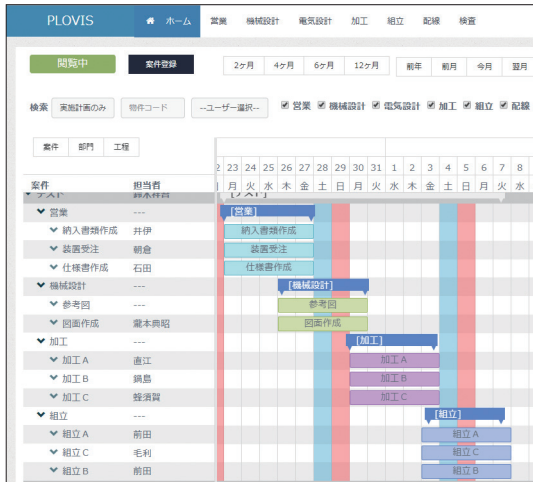 PLOVIS ホーム 営業 機械設計 電気設計 加工 組立 配線 検査
閲覧中 案件登録 2ヶ月 4ヶ月 6ヶ月 12ヶ月 前年 前月 今月 翌月
検索 実施計画のみ 物件コード --ユーザー選択-- 営業 機械設計 電気設計 加工 組立 配線
案件 部門 工程
23 24 25 26 27 28 29 30 31 1 2 3 4 5 6 7 8
案件 担当者 月 火 水 木 金 土 日 月 火 水 木 金 土 日 月 火 水
テスト [テスト]
営業 --- [営業]
納入書類作成 井伊 納入書類作成
装置受注 朝倉 装置受注
仕様書作成 石田 仕様書作成
機械設計 --- [機械設計]
参考図 --- 参考図
図面作成 瀧本典昭 図面作成
加工 --- [加工]
加工A 直江 加工A
加工B 鍋島 加工B
加工C 蜂須賀 加工C
組立 --- [組立]
組立A 前田 組立A
組立C 毛利 組立C
組立B 前田 組立B